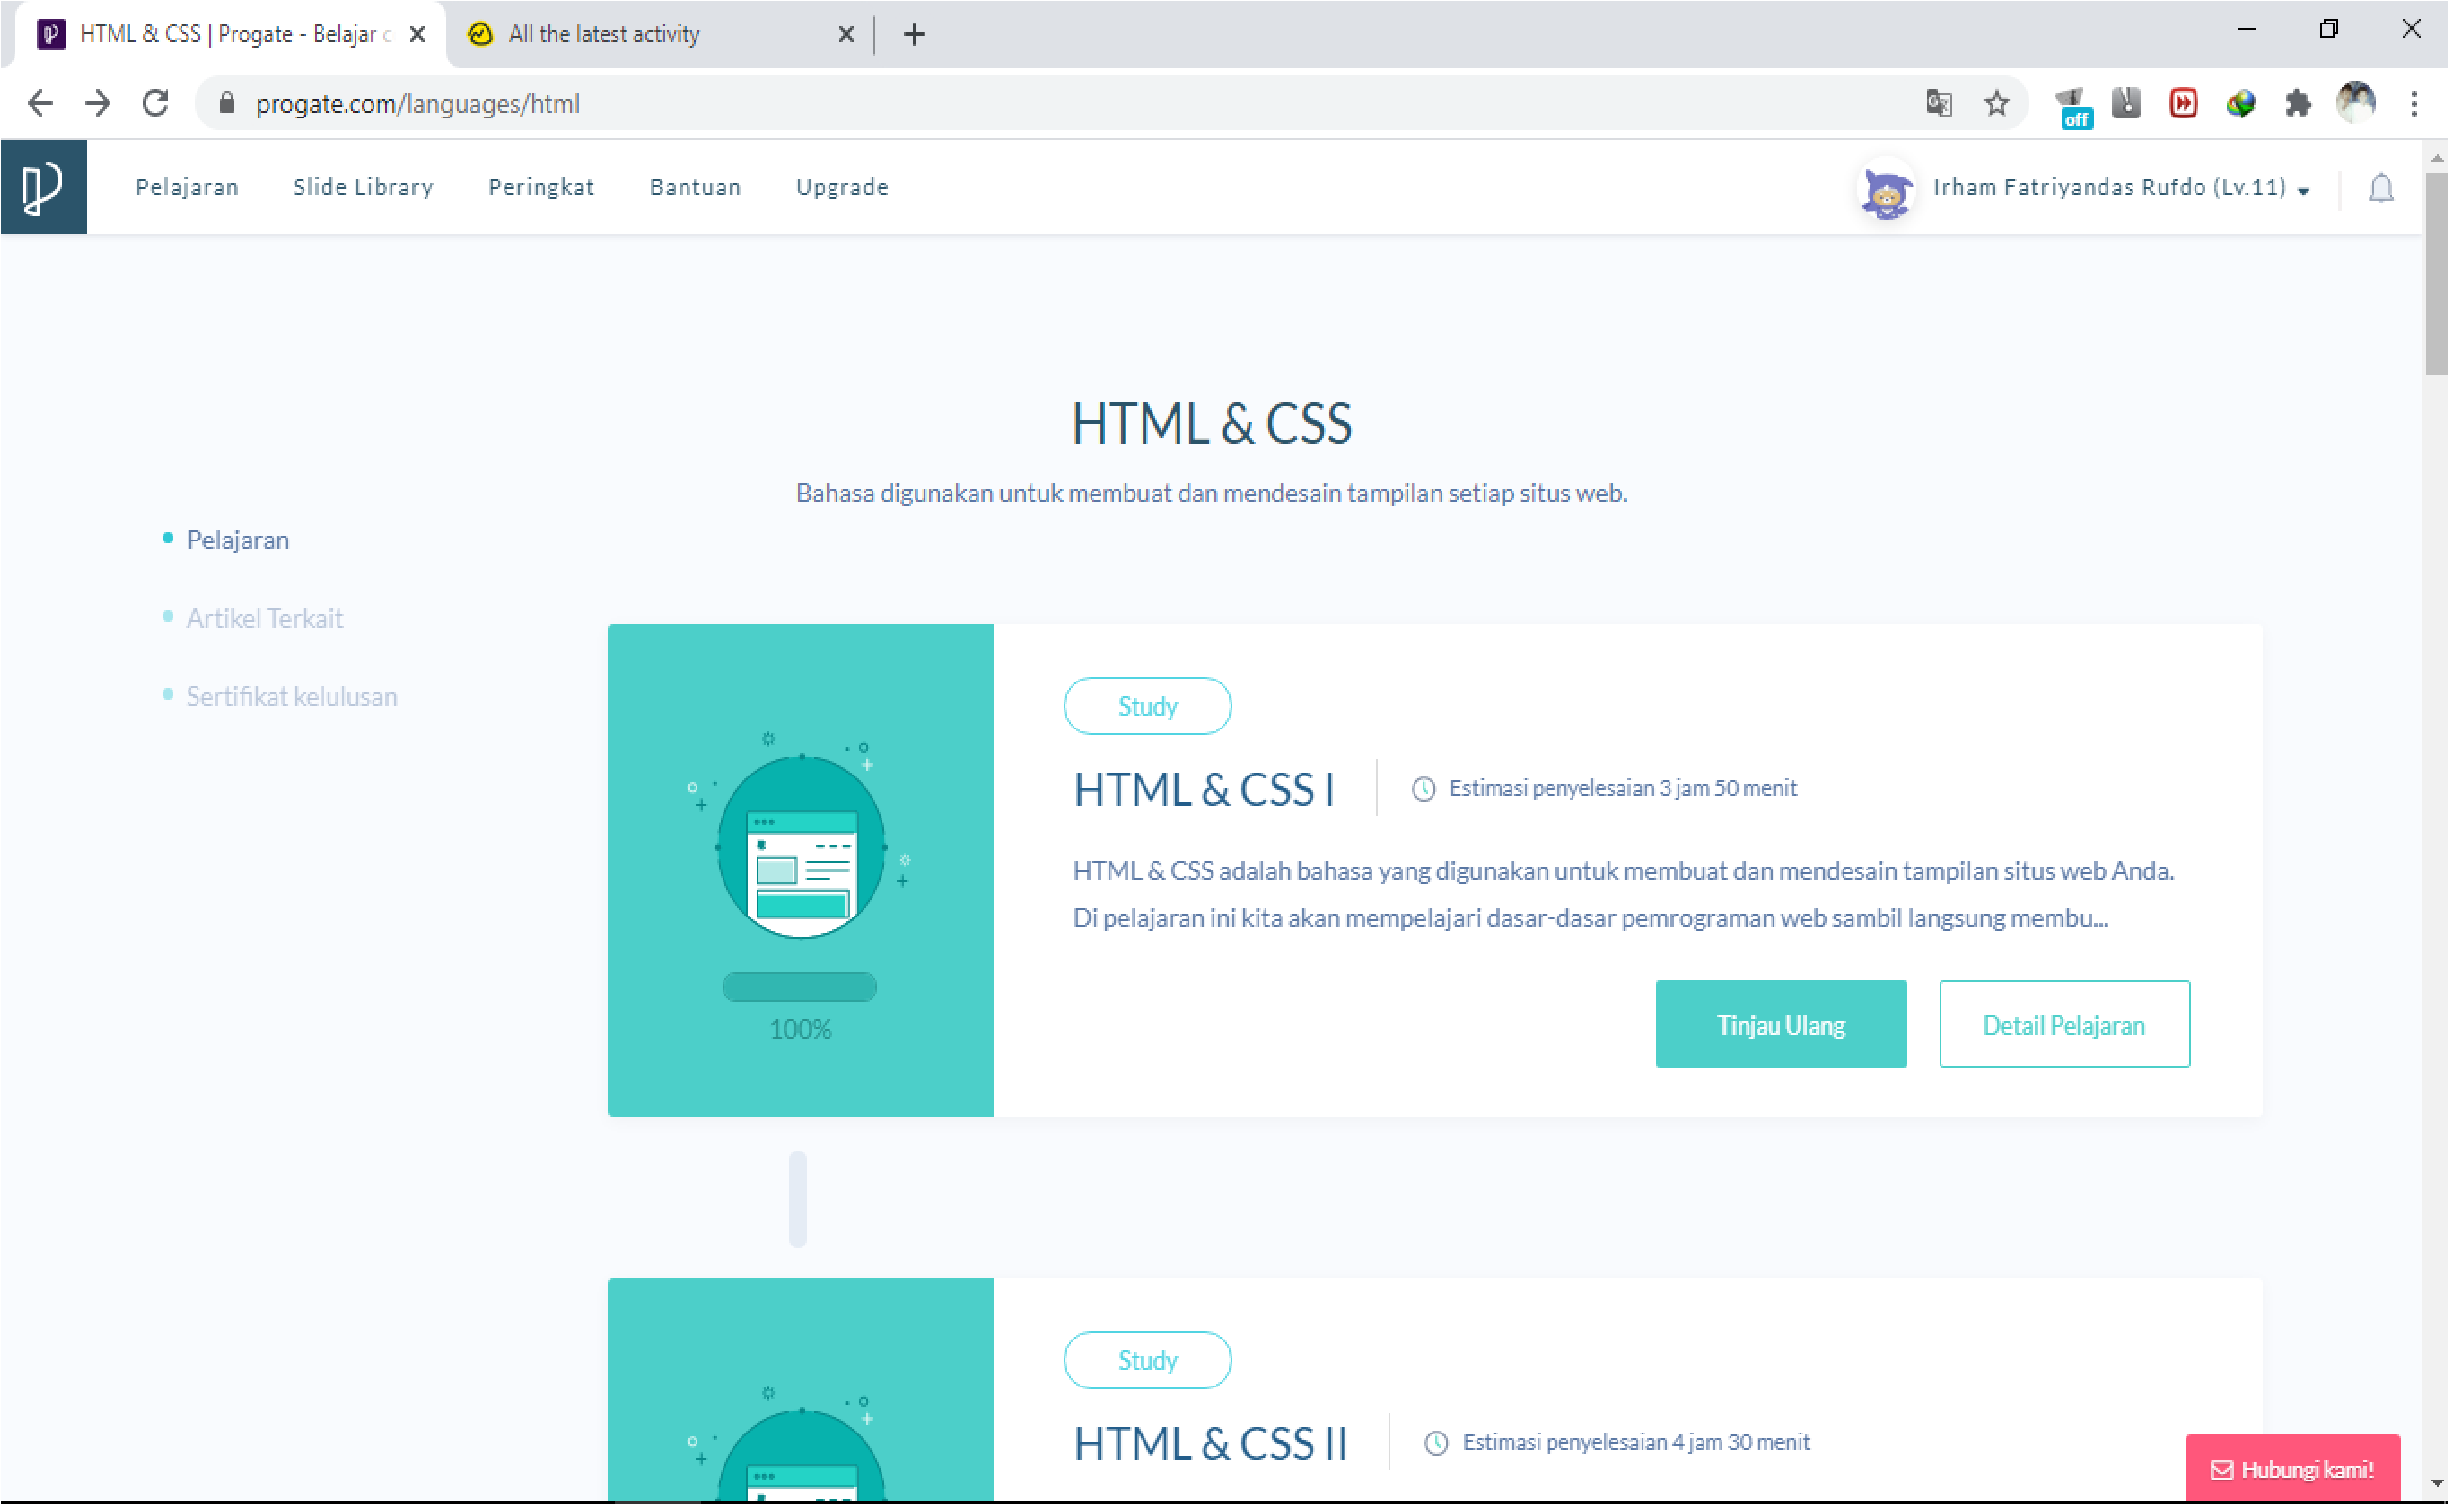 HTML & CSS | Progate - Belajar c
All the latest activity
progate.com/languages/html
off
Pelajaran
Slide Library
Peringkat
Bantuan
Upgrade
Irham Fatriyandas Rufdo (Lv.11)
HTML & CSS
Bahasa digunakan untuk membuat dan mendesain tampilan setiap situs web.
Pelajaran
Artikel Terkait
Sertifikat kelulusan
Study
HTML & CSS I
Estimasi penyelesaian 3 jam 50 menit
HTML & CSS adalah bahasa yang digunakan untuk membuat dan mendesain tampilan situs web Anda.
Di pelajaran ini kita akan mempelajari dasar-dasar pemrograman web sambil langsung membu...
100%
Tinjau Ulang
Detail Pelajaran
Study
HTML & CSS II
Estimasi penyelesaian 4 jam 30 menit
Hubungi kami!